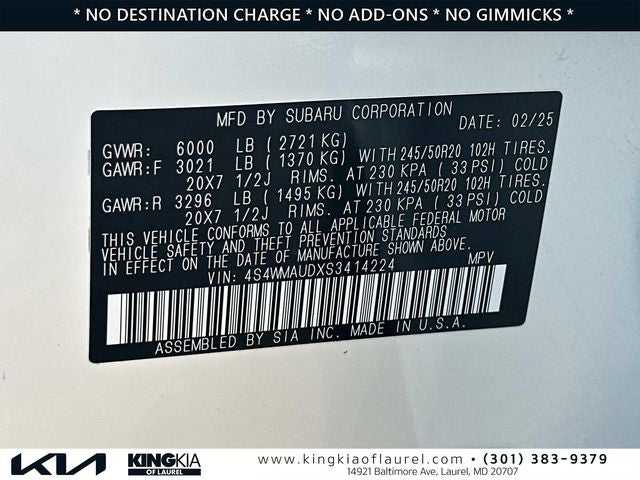 * NO DESTINATION CHARGE * NO ADD-ONS * NO GIMMICKS *
MFD BY SUBARU CORPORATION DATE: 02/25
GVWR: 6000 LB ( 2721 KG)
GAWR:F 3021 LB ( 1370 KG) WITH 245/50R20 102H TIRES.
20X7 1/2J RIMS. AT 230 KPA ( 33 PSI) COLD
GAWR:R 3296 LB ( 1495 KG) WITH 245/50R20 102H TIRES.
20X7 1/2J RIMS. AT 230 KPA ( 33 PSI) COLD
THIS VEHICLE CONFORMS TO ALL APPLICABLE FEDERAL MOTOR
VEHICLE SAFETY AND THEFT PREVENTION STANDARDS
IN EFFECT ON THE DATE OF MANUFACTURE SHOWN ABOVE.
VIN: 4S4WMAUDXS3414224 MPV
ASSEMBLED BY SIA INC. MADE IN U.S.A.
KIA KING KIA OF LAUREL
www.kingkiaoflaurel.com • (301) 383-9379
14921 Baltimore Ave, Laurel, MD 20707